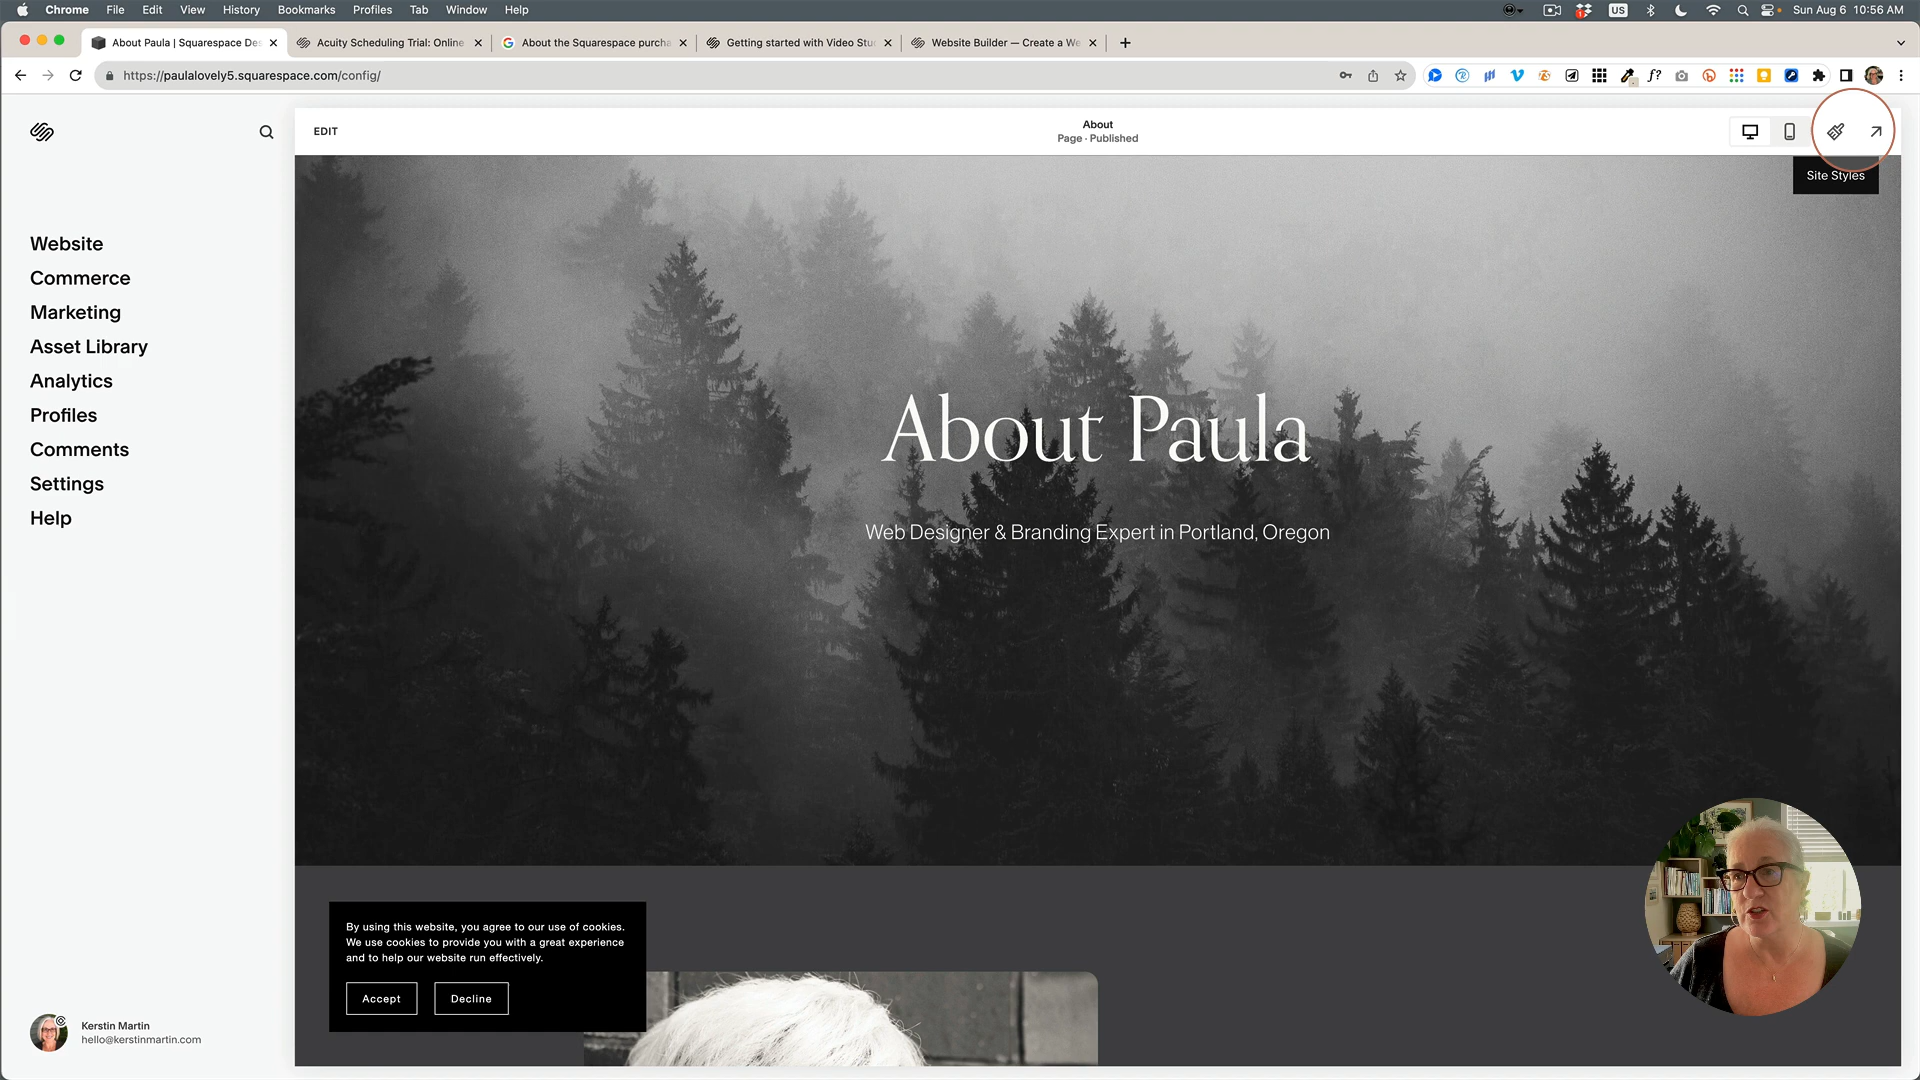 Chrome File Edit View History Bookmarks Profiles Tab Window Help
US
Sun Aug 6 10:56 AM
About Paula | Squarespace Des
Acuity Scheduling Trial: Online
About the Squarespace purcha
Getting started with Video Stud
Website Builder — Create a We
https://paulalovely5.squarespace.com/config/
f?
EDIT
About
Page · Published
Site Styles
Website
Commerce
Marketing
Asset Library
Analytics
Profiles
Comments
Settings
Help
About Paula
Web Designer & Branding Expert in Portland, Oregon
By using this website, you agree to our use of cookies.
We use cookies to provide you with a great experience
and to help our website run effectively.
Accept
Decline
Kerstin Martin
hello@kerstinmartin.com